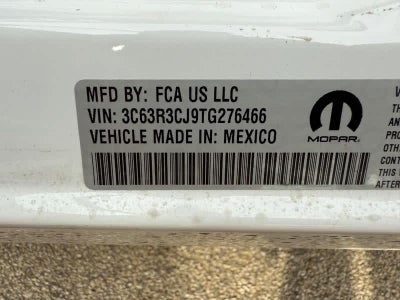 MFD BY: FCA US LLC
VIN: 3C63R3CJ9TG276466
VEHICLE MADE IN: MEXICO
MOPAR